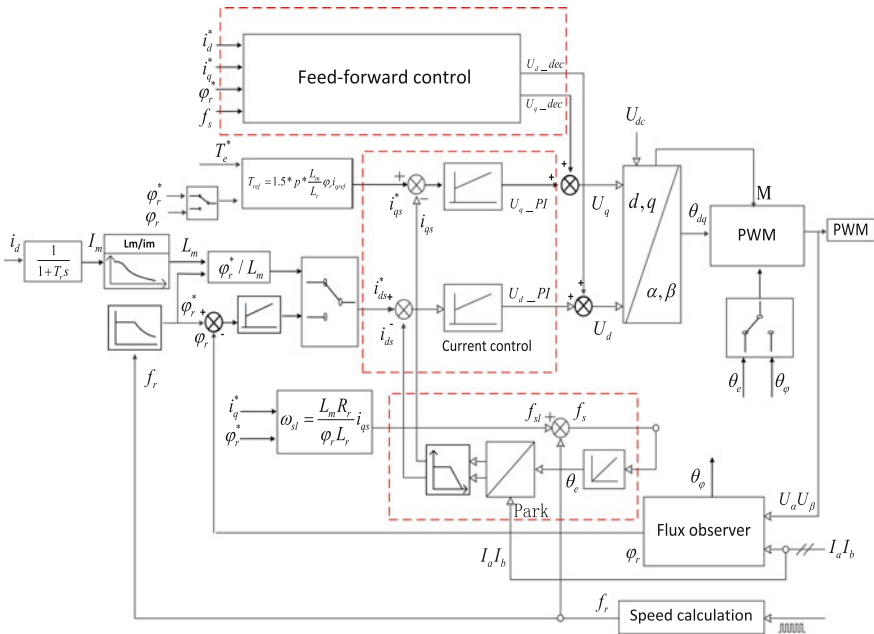 i_d^*
i_q^*
φ_r^*
f_s
Feed-forward control
U_d_dec
U_q_dec
U_dc
T_e^*
T_ref = 1.5 * p * L_m / L_r φ_r i_qref
φ_r^*
φ_r
+
−
i_qs^*
i_qs
U_q_PI
+
+
U_q
d,q
α,β
θ_dq
M
PWM
PWM
i_d
1 / 1+T_r s
I_m
Lm/im
L_m
φ_r^* / L_m
i_ds^*
+
i_ds
-
U_d_PI
+
+
U_d
Current control
φ_r^*
+
φ_r
-
f_r
θ_e
θ_φ
i_q^*
φ_r^*
ω_sl = L_m R_r / φ_r L_r i_qs
f_sl
+
f_s
θ_e
Park
θ_φ
U_α U_β
Flux observer
φ_r
I_a I_b
I_a I_b
f_r
Speed calculation